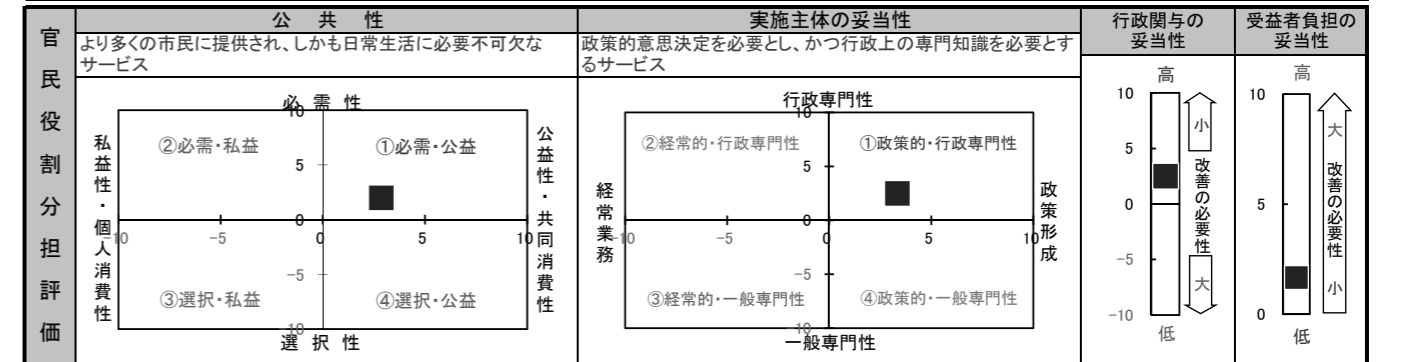 官民役割分担評価
公共性
より多くの市民に提供され、しかも日常生活に必要不可欠な
サービス
必需性
10
②必需・私益
①必需・公益
5
私益性・個人消費性
公益性・共同消費性
0
-10
-5
0
5
10
-5
③選択・私益
④選択・公益
-10
選択性
実施主体の妥当性
政策的意思決定を必要とし、かつ行政上の専門知識を必要とす
るサービス
行政専門性
10
②経常的・行政専門性
①政策的・行政専門性
5
経常業務
政策形成
0
-10
-5
0
5
10
-5
③経常的・一般専門性
④政策的・一般専門性
-10
一般専門性
行政関与の
妥当性
高
10
5
0
-5
-10
小
改善の必要性
大
低
受益者負担の
妥当性
高
10
5
0
大
改善の必要性
小
低